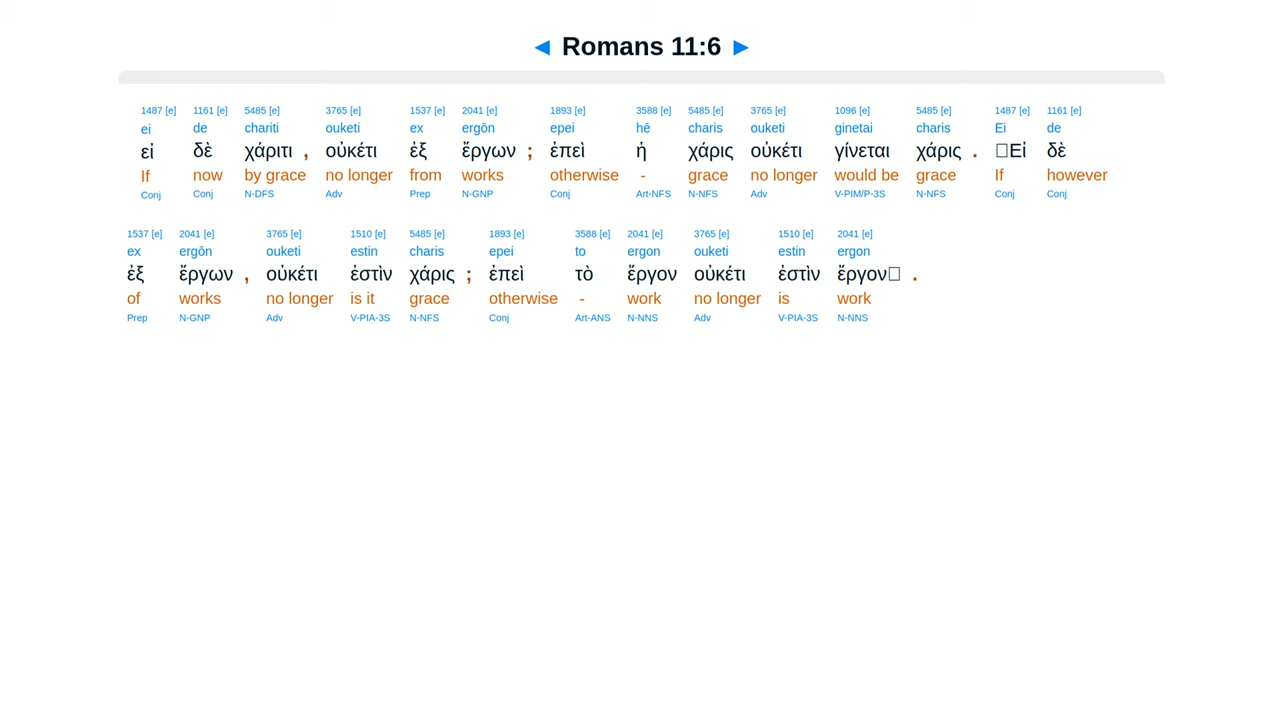 ◄ Romans 11:6 ►
1487 [e] 1161 [e] 5485 [e] 3765 [e] 1537 [e] 2041 [e] 1893 [e] 3588 [e] 5485 [e] 3765 [e] 1096 [e] 5485 [e] 1487 [e] 1161 [e]
ei de chariti ouketi ex ergōn epei hē charis ouketi ginetai charis Ei de
εἰ δὲ χάριτι , οὐκέτι ἐξ ἔργων ; ἐπεὶ ἡ χάρις οὐκέτι γίνεται χάρις . □Εἰ δὲ
If now by grace no longer from works otherwise - grace no longer would be grace If however
Conj Conj N-DFS Adv Prep N-GNP Conj Art-NFS N-NFS Adv V-PIM/P-3S N-NFS Conj Conj
1537 [e] 2041 [e] 3765 [e] 1510 [e] 5485 [e] 1893 [e] 3588 [e] 2041 [e] 3765 [e] 1510 [e] 2041 [e]
ex ergōn ouketi estin charis epei to ergon ouketi estin ergon
ἐξ ἔργων , οὐκέτι ἐστὶν χάρις ; ἐπεὶ τὸ ἔργον οὐκέτι ἐστὶν ἔργον□ .
of works no longer is it grace otherwise - work no longer is work
Prep N-GNP Adv V-PIA-3S N-NFS Conj Art-ANS N-NNS Adv V-PIA-3S N-NNS